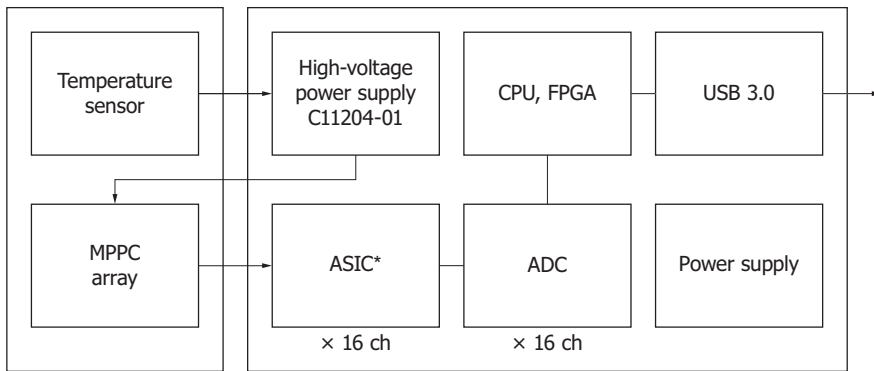 Temperature
sensor
High-voltage
power supply
C11204-01
CPU, FPGA
USB 3.0
MPPC
array
ASIC*
ADC
Power supply
× 16 ch
× 16 ch